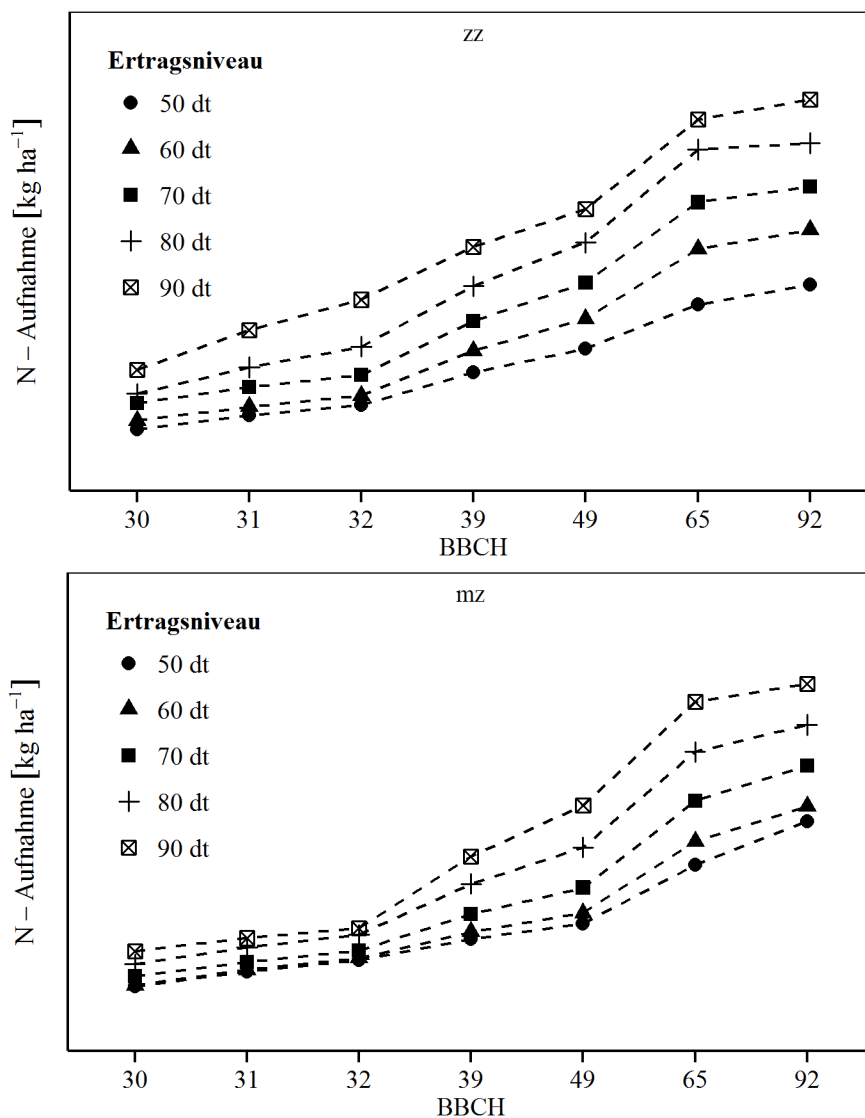 zz
Ertragsniveau
50 dt
60 dt
70 dt
80 dt
90 dt
N − Aufnahme [kg ha⁻¹]
30 31 32 39 49 65 92
BBCH
mz
Ertragsniveau
50 dt
60 dt
70 dt
80 dt
90 dt
N − Aufnahme [kg ha⁻¹]
30 31 32 39 49 65 92
BBCH